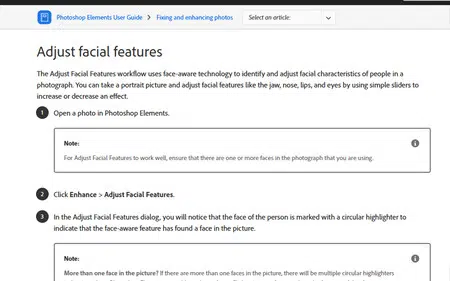 Photoshop Elements User Guide > Fixing and enhancing photos Select an article:
Adjust facial features
The Adjust Facial Features workflow uses face-aware technology to identify and adjust facial characteristics of people in a
photograph. You can take a portrait picture and adjust facial features like the jaw, nose, lips, and eyes by using simple sliders to
increase or decrease an effect.
1 Open a photo in Photoshop Elements.
Note:
For Adjust Facial Features to work well, ensure that there are one or more faces in the photograph that you are using.
2 Click Enhance > Adjust Facial Features.
3 In the Adjust Facial Features dialog, you will notice that the face of the person is marked with a circular highlighter to
indicate that the face-aware feature has found a face in the picture.
Note:
More than one face in the picture? If there are more than one faces in the picture, there will be multiple circular highlighters